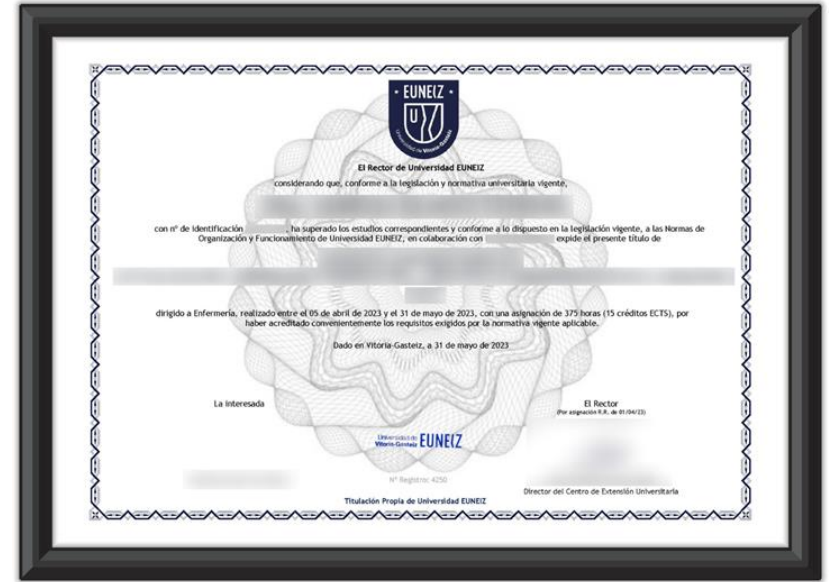 EUNEIZ
Universidad de Vitoria-Gasteiz
El Rector de Universidad EUNEIZ
considerando que, conforme a la legislación y normativa universitaria vigente,
con nº de Identificación , ha superado los estudios correspondientes y conforme a lo dispuesto en la legislación vigente, a las Normas de
Organización y Funcionamiento de Universidad EUNEIZ, en colaboración con expide el presente título de
dirigido a Enfermería, realizado entre el 05 de abril de 2023 y el 31 de mayo de 2023, con una asignación de 375 horas (15 créditos ECTS), por
haber acreditado convenientemente los requisitos exigidos por la normativa vigente aplicable.
Dado en Vitoria-Gasteiz, a 31 de mayo de 2023
La Interesada
El Rector
(Por asignación R.R. de 01/04/23)
Universidad de
Vitoria-Gasteiz EUNEIZ
Nº Registro: 4250
Director del Centro de Extensión Universitaria
Titulación Propia de Universidad EUNEIZ